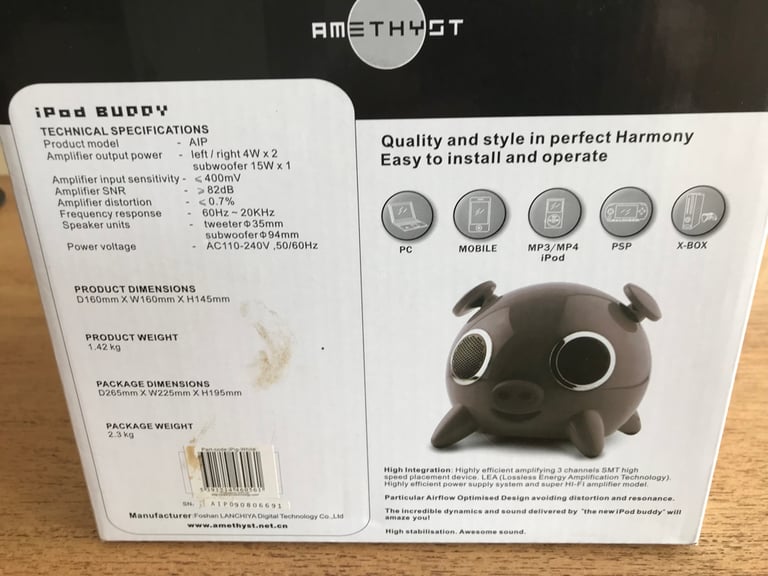 AMETHYST
iPod BUDDY
TECHNICAL SPECIFICATIONS
Product model - AIP
Amplifier output power - left / right 4W x 2
subwoofer 15W x 1
Amplifier input sensitivity - ⩽400mV
Amplifier SNR - ⩾82dB
Amplifier distortion - ⩽0.7%
Frequency response - 60Hz ~ 20KHz
Speaker units - tweeterΦ35mm
subwooferΦ94mm
Power voltage - AC110-240V ,50/60Hz
PRODUCT DIMENSIONS
D160mm X W160mm X H145mm
PRODUCT WEIGHT
1.42 kg
PACKAGE DIMENSIONS
D265mm X W225mm X H195mm
PACKAGE WEIGHT
2.3 kg
SN.
AIP090806691
Manufacturer:Foshan LANCHIYA Digital Technology Co.,Ltd
www.amethyst.net.cn
Quality and style in perfect Harmony
Easy to install and operate
PC
MOBILE
MP3/MP4
iPod
PSP
X-BOX
High Integration: Highly efficient amplifying 3 channels SMT high
speed placement device. LEA (Lossless Energy Amplification Technology).
Highly efficient power supply system and super HI-FI amplifier model.
Particular Airflow Optimised Design avoiding distortion and resonance.
The incredible dynamics and sound delivered by "the new iPod buddy" will
amaze you!
High stabilisation. Awesome sound.